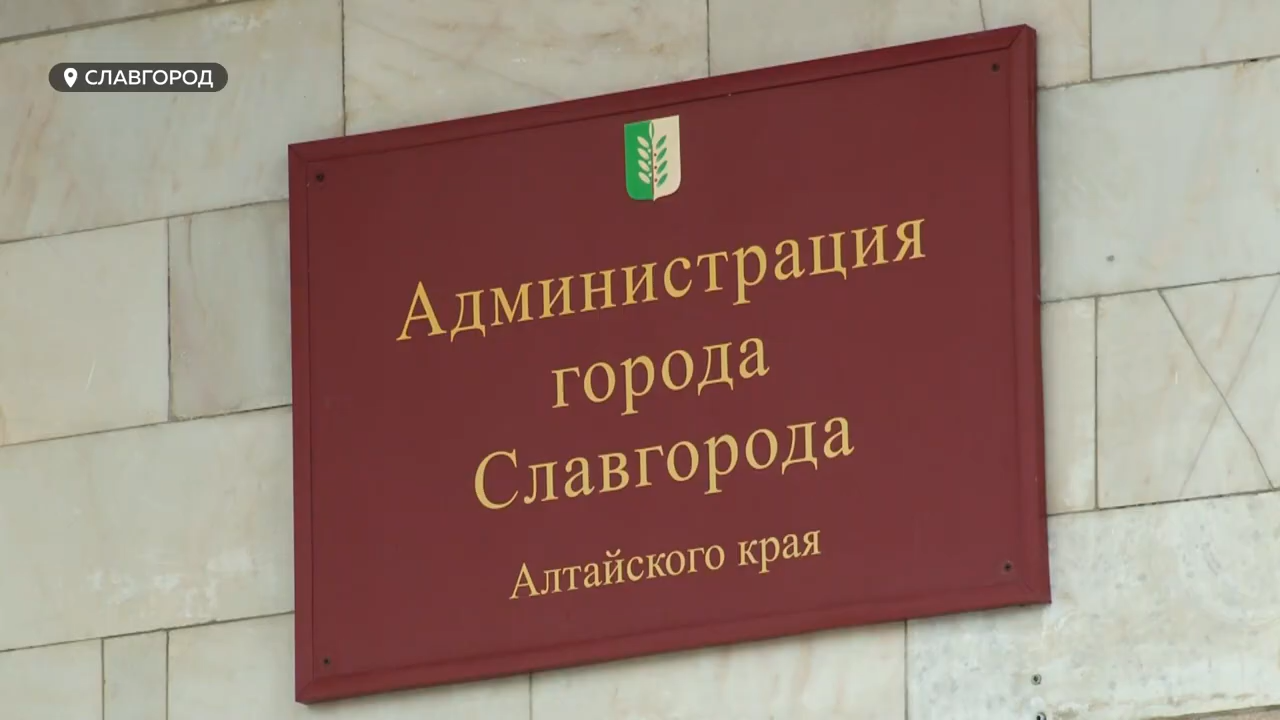 СЛАВГОРОД
Администрация
города
Славгорода
Алтайского края